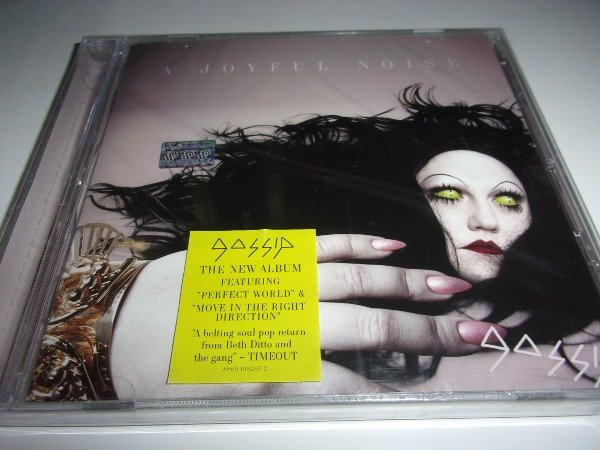 A JOYFUL NOISE
gossip
THE NEW ALBUM
FEATURING
"PERFECT WORLD" &
"MOVE IN THE RIGHT
DIRECTION"
"A belting soul pop return
from Beth Ditto and
the gang" – TIMEOUT
gossip